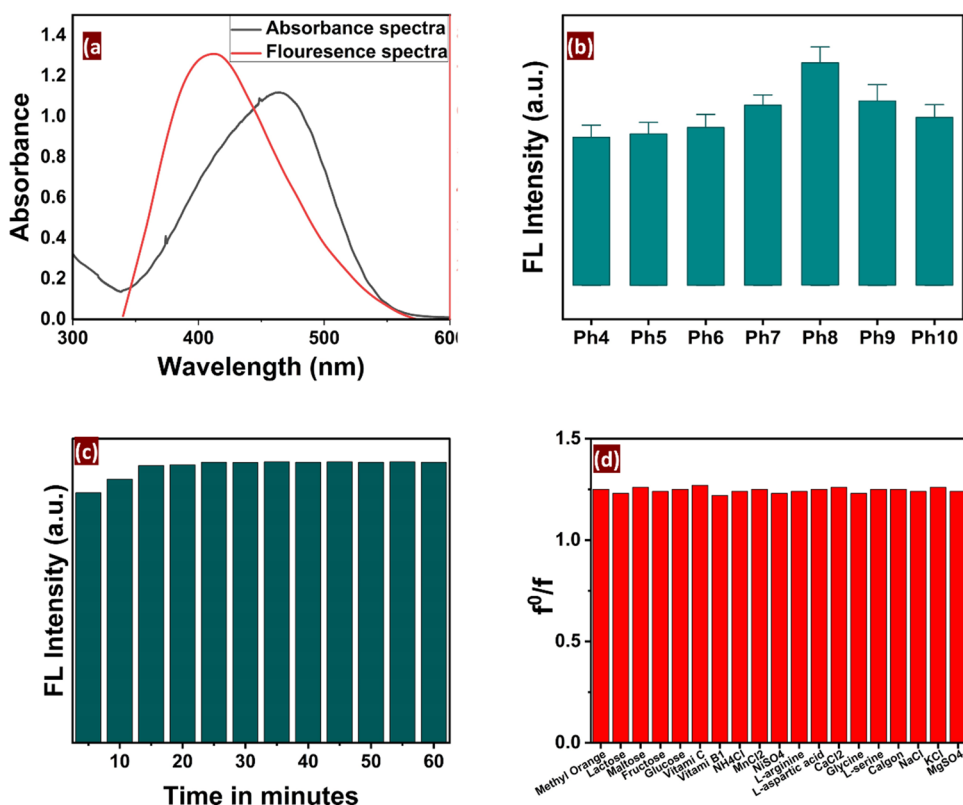 (a
Absorbance spectra
Flouresence spectra
1.4
1.2
1.0
0.8
0.6
0.4
0.2
0.0
Absorbance
300
400
500
600
Wavelength (nm)
(b)
FL Intensity (a.u.)
Ph4
Ph5
Ph6
Ph7
Ph8
Ph9
Ph10
(c)
FL Intensity (a.u.)
10
20
30
40
50
60
Time in minutes
(d)
1.5
1.0
0.5
0.0
f⁰/f
Methyl Orange
Lactose
Maltose
Fructose
Glucose
Vitami C
Vitami B1
NH4Cl
MnCl2
NiSO4
L-arginine
L-aspartic acid
CaCl2
Glycine
L-serine
Calgon
NaCl
KCl
MgSO4